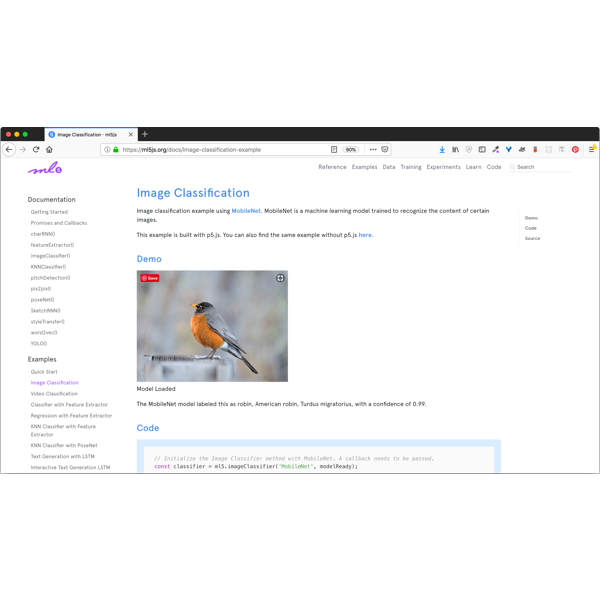 Image Classification · ml5js
https://ml5js.org/docs/image-classification-example
90%
ml5
Reference Examples Data Training Experiments Learn Code Search
Documentation
Getting Started
Promises and Callbacks
charRNN()
featureExtractor()
imageClassifier()
KNNClassifier()
pitchDetection()
pix2pix()
poseNet()
SketchRNN()
styleTransfer()
word2vec()
YOLO()
Examples
Quick Start
Image Classification
Video Classification
Classifier with Feature Extractor
Regression with Feature Extractor
KNN Classifier with Feature
Extractor
KNN Classifier with PoseNet
Text Generation with LSTM
Interactive Text Generation LSTM
Image Classification
Image classification example using MobileNet. MobileNet is a machine learning model trained to recognize the content of certain
images.
This example is built with p5.js. You can also find the same example without p5.js here.
Demo
Save
Model Loaded
The MobileNet model labeled this as robin, American robin, Turdus migratorius, with a confidence of 0.99.
Code
// Initialize the Image Classifier method with MobileNet. A callback needs to be passed.
const classifier = ml5.imageClassifier('MobileNet', modelReady);
Demo
Code
Source